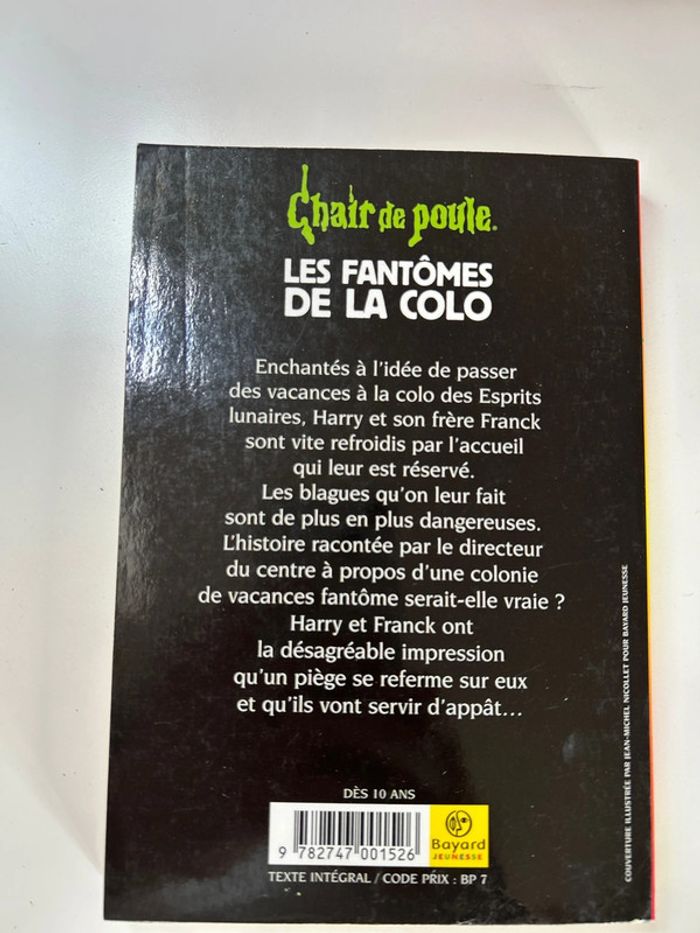 Chair de poule®
LES FANTÔMES
DE LA COLO
Enchantés à l'idée de passer
des vacances à la colo des Esprits
lunaires, Harry et son frère Franck
sont vite refroidis par l'accueil
qui leur est réservé.
Les blagues qu'on leur fait
sont de plus en plus dangereuses.
L'histoire racontée par le directeur
du centre à propos d'une colonie
de vacances fantôme serait-elle vraie ?
Harry et Franck ont
la désagréable impression
qu'un piège se referme sur eux
et qu'ils vont servir d'appât...
DÈS 10 ANS
9 782747 001526
Bayard
JEUNESSE
TEXTE INTÉGRAL / CODE PRIX : BP 7
COUVERTURE ILLUSTRÉE PAR JEAN-MICHEL NICOLLET POUR BAYARD JEUNESSE